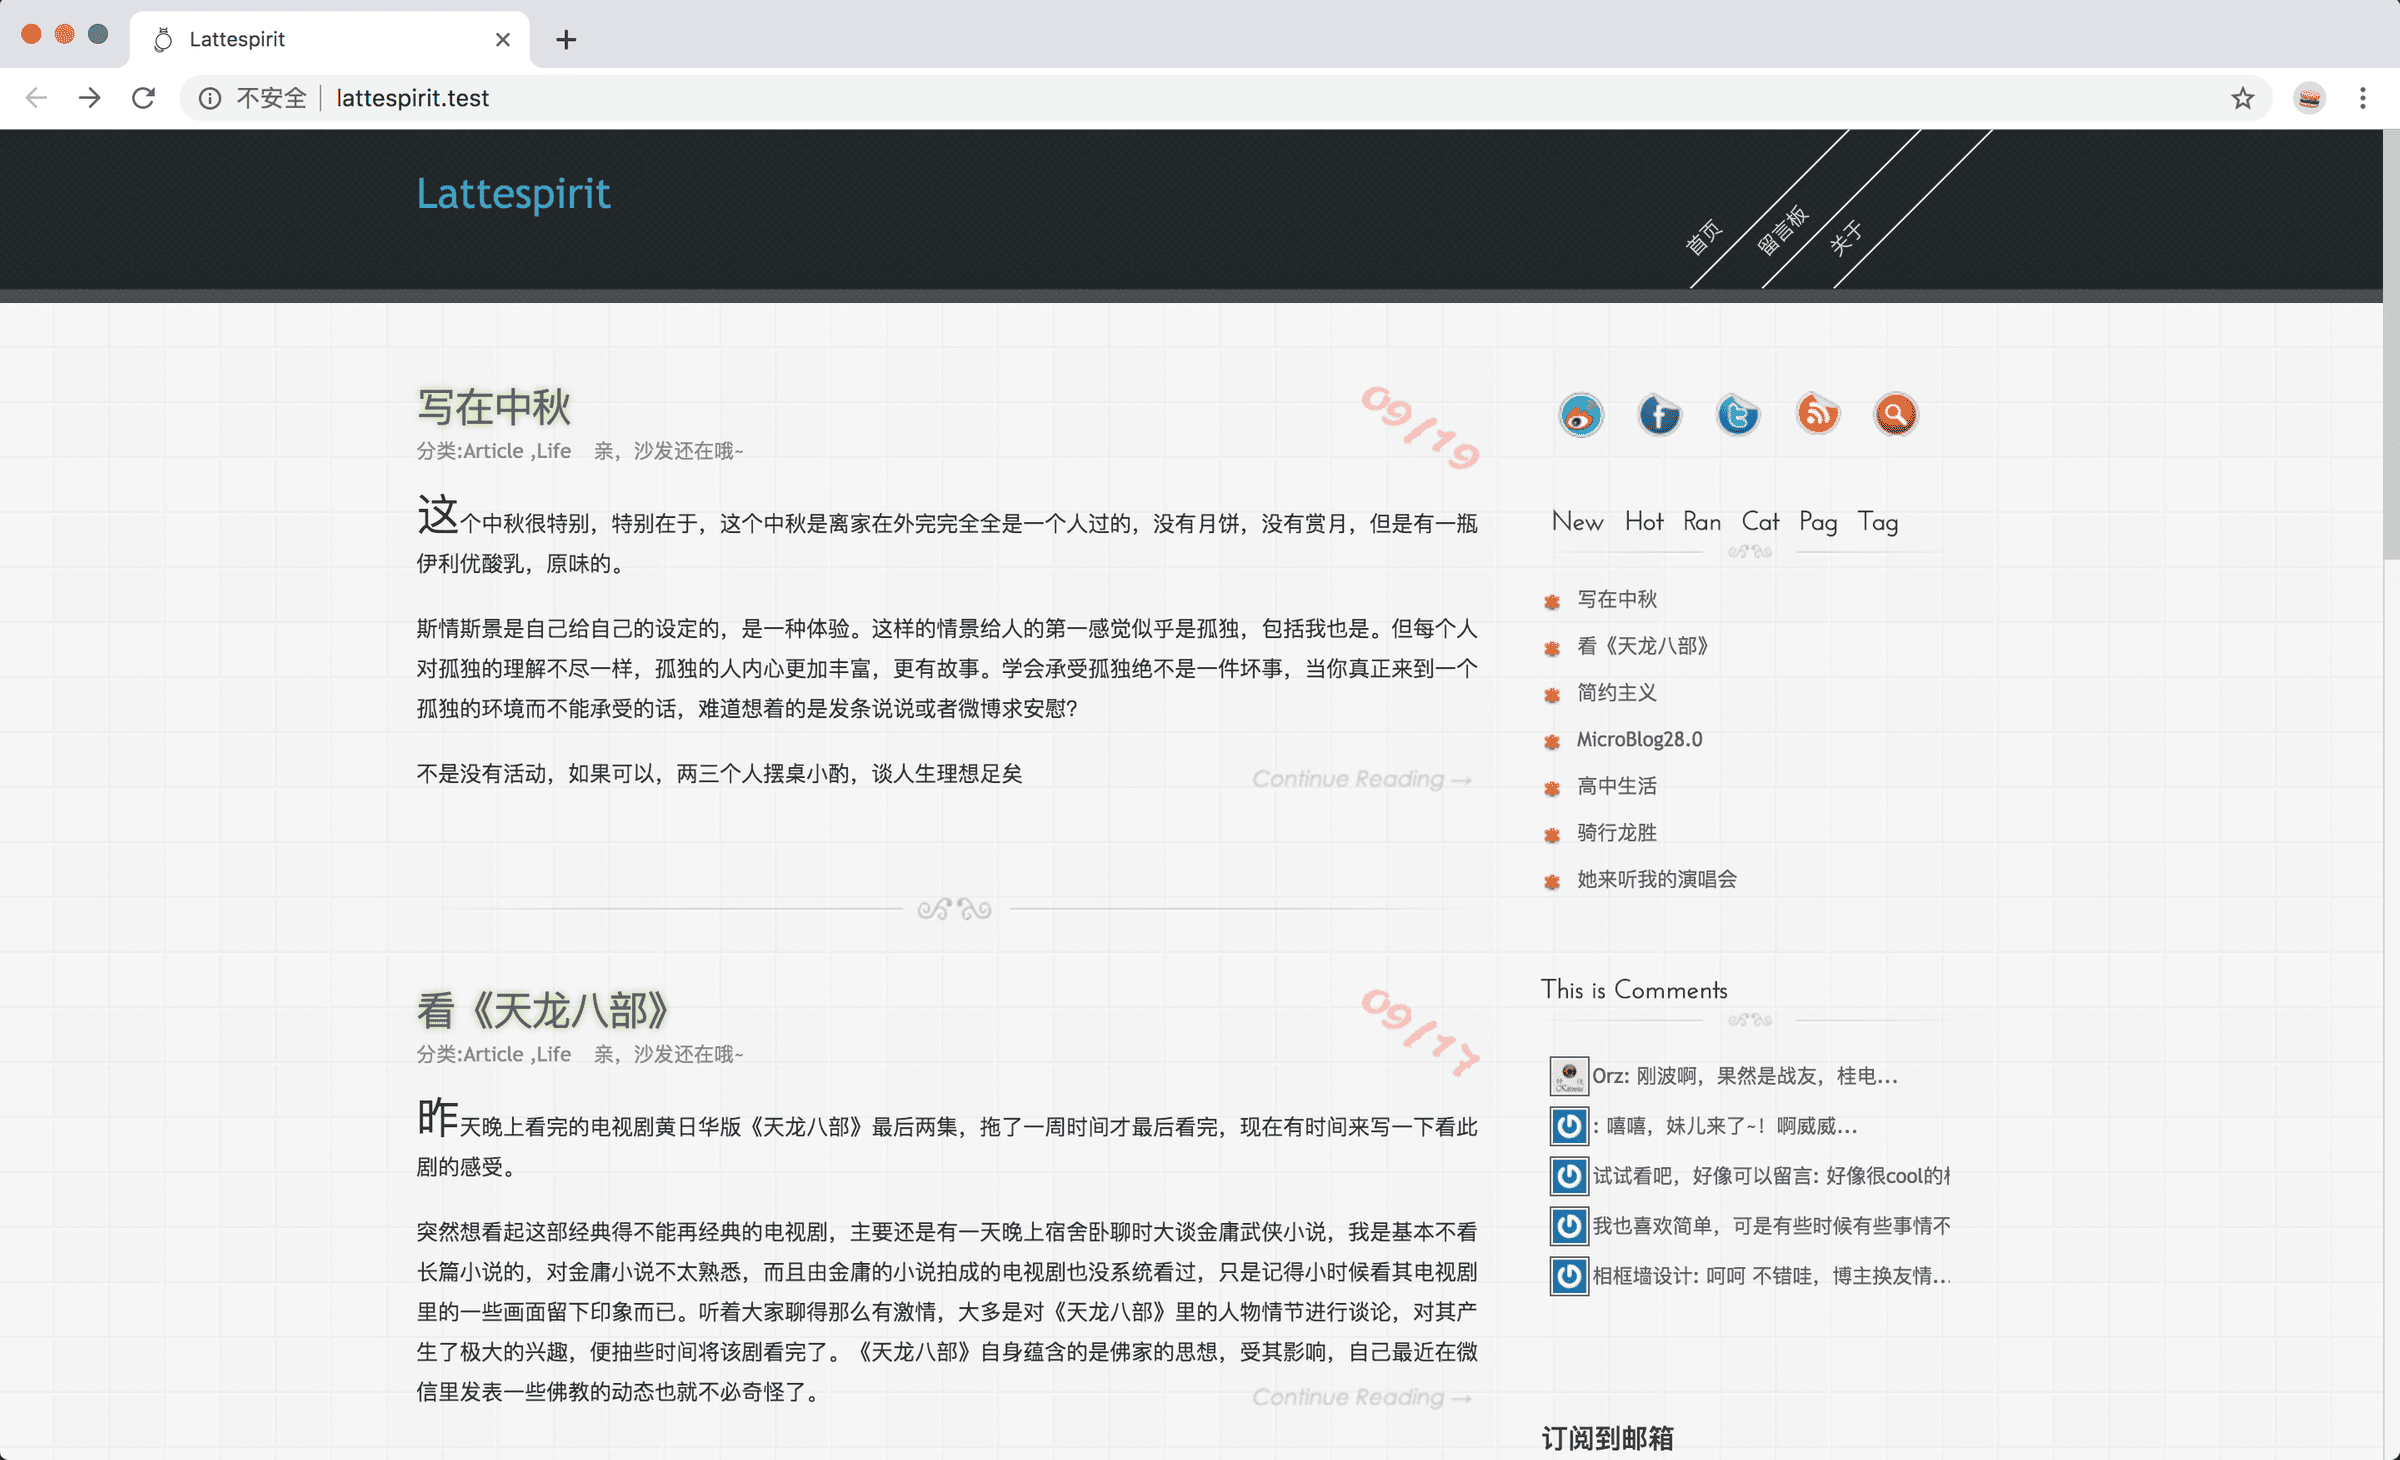 Lattespirit
不安全 lattespirit.test
Lattespirit
首页
留言板
关于
写在中秋
09/19
分类:Article ,Life 亲，沙发还在哦~
这个中秋很特别，特别在于，这个中秋是离家在外完完全全是一个人过的，没有月饼，没有赏月，但是有一瓶
伊利优酸乳，原味的。
斯情斯景是自己给自己的设定的，是一种体验。这样的情景给人的第一感觉似乎是孤独，包括我也是。但每个人
对孤独的理解不尽一样，孤独的人内心更加丰富，更有故事。学会承受孤独绝不是一件坏事，当你真正来到一个
孤独的环境而不能承受的话，难道想着的是发条说说或者微博求安慰？
不是没有活动，如果可以，两三个人摆桌小酌，谈人生理想足矣
Continue Reading →
看《天龙八部》
09/17
分类:Article ,Life 亲，沙发还在哦~
昨天晚上看完的电视剧黄日华版《天龙八部》最后两集，拖了一周时间才最后看完，现在有时间来写一下看此
剧的感受。
突然想看起这部经典得不能再经典的电视剧，主要还是有一天晚上宿舍卧聊时大谈金庸武侠小说，我是基本不看
长篇小说的，对金庸小说不太熟悉，而且由金庸的小说拍成的电视剧也没系统看过，只是记得小时候看其电视剧
里的一些画面留下印象而已。听着大家聊得那么有激情，大多是对《天龙八部》里的人物情节进行谈论，对其产
生了极大的兴趣，便抽些时间将该剧看完了。《天龙八部》自身蕴含的是佛家的思想，受其影响，自己最近在微
信里发表一些佛教的动态也就不必奇怪了。
Continue Reading →
New Hot Ran Cat Pag Tag
写在中秋
看《天龙八部》
简约主义
MicroBlog28.0
高中生活
骑行龙胜
她来听我的演唱会
This is Comments
Orz: 刚波啊，果然是战友，桂电...
: 嘻嘻，妹儿来了~！啊威威...
试试看吧，好像可以留言: 好像很cool的
我也喜欢简单，可是有些时候有些事情不
相框墙设计: 呵呵 不错哇，博主换友情...
订阅到邮箱